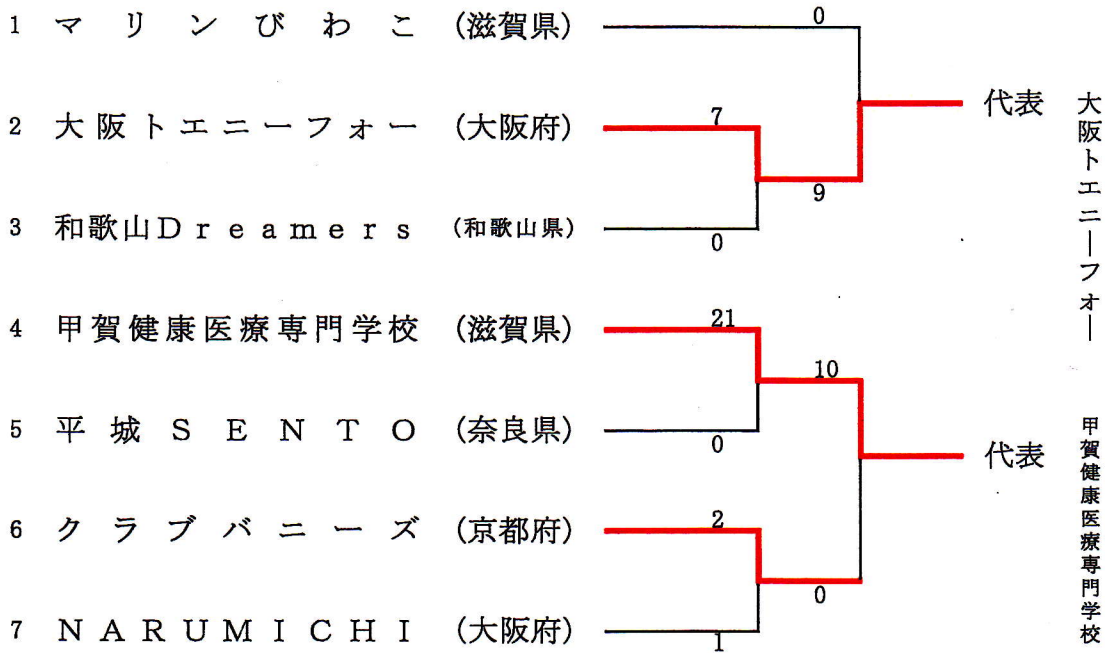 0
1 マリンびわこ (滋賀県)
代表
7
2 大阪トエニーフォー (大阪府)
9
3 和歌山Dreamers (和歌山県)
0
大阪トエニーフォー
21
4 甲賀健康医療専門学校 (滋賀県)
10
5 平城SENTO (奈良県)
0
代表
甲賀健康医療専門学校
2
6 クラブバニーズ (京都府)
0
7 NARUMICHI (大阪府)
1